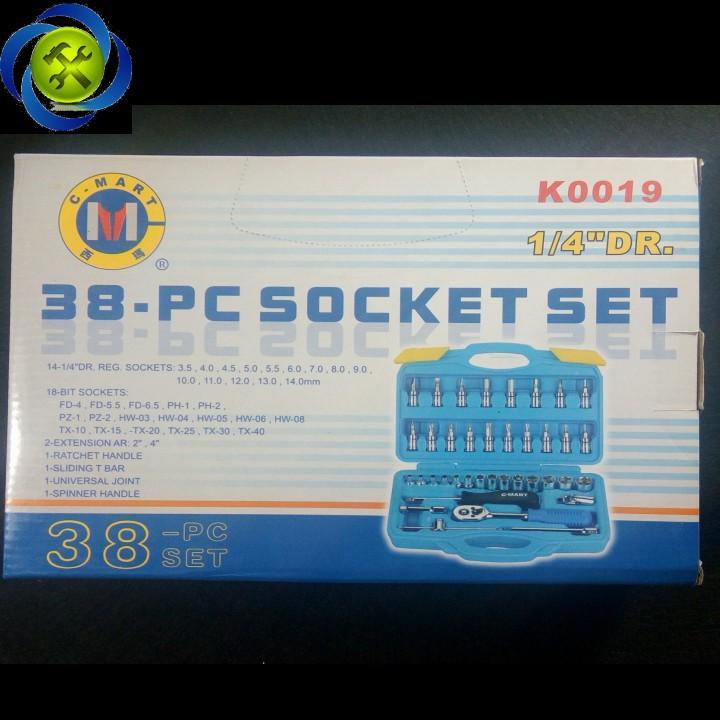 C-MART
西瑪
®
K0019
1/4"DR.
38-PC SOCKET SET
14-1/4"DR. REG. SOCKETS: 3.5 , 4.0 , 4.5 , 5.0 , 5.5 , 6.0 , 7.0 , 8.0 , 9.0 ,
10.0 , 11.0 , 12.0 , 13.0 , 14.0mm
18-BIT SOCKETS:
FD-4 , FD-5.5 , FD-6.5 , PH-1 , PH-2 ,
PZ-1 , PZ-2 , HW-03 , HW-04 , HW-05 , HW-06 , HW-08
TX-10 , TX-15 , -TX-20 , TX-25 , TX-30 , TX-40
2-EXTENSION AR: 2" , 4"
1-RATCHET HANDLE
1-SLIDING T BAR
1-UNIVERSAL JOINT
1-SPINNER HANDLE
C-MART
38-PC
SET